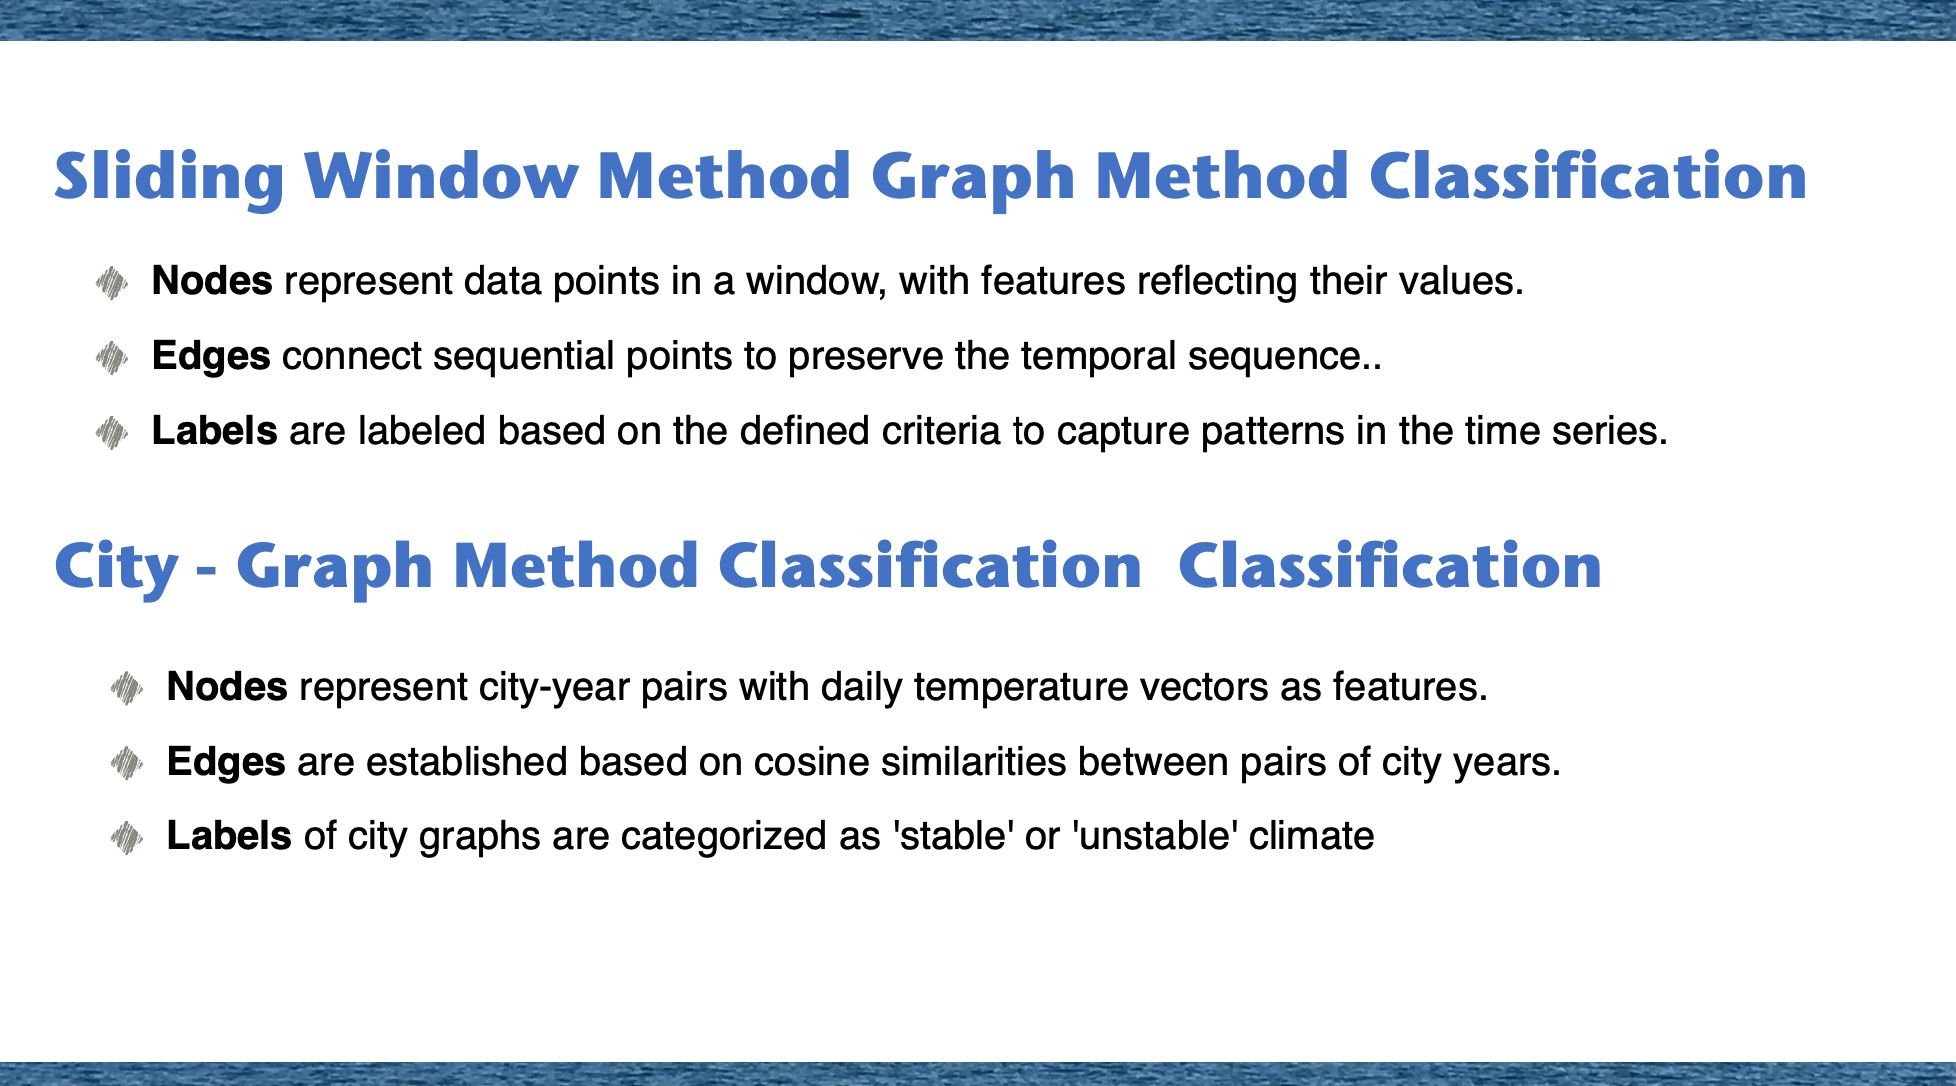 Sliding Window Method Graph Method Classification
Nodes represent data points in a window, with features reflecting their values.
Edges connect sequential points to preserve the temporal sequence..
Labels are labeled based on the defined criteria to capture patterns in the time series.
City - Graph Method Classification  Classification
Nodes represent city-year pairs with daily temperature vectors as features.
Edges are established based on cosine similarities between pairs of city years.
Labels of city graphs are categorized as 'stable' or 'unstable' climate